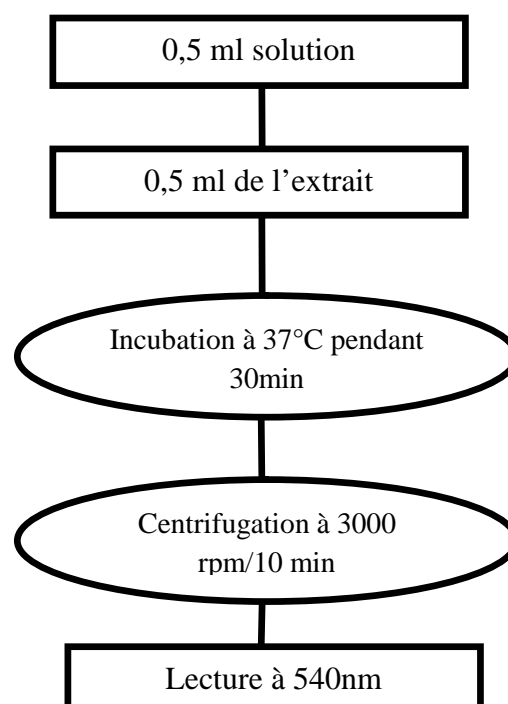 0,5 ml solution
0,5 ml de l’extrait
Incubation à 37°C pendant
30min
Centrifugation à 3000
rpm/10 min
Lecture à 540nm